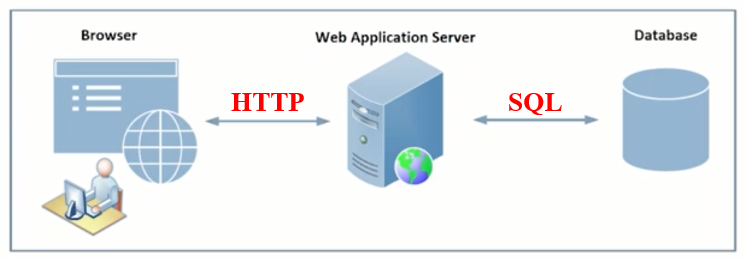 Browser
Web Application Server
Database
HTTP
SQL